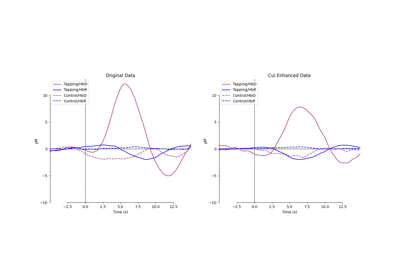 Original Data
Tapping/HbO
Tapping/HbR
Control/HbO
Control/HbR
10
5
0
−5
−10
µM
−2.5 0.0 2.5 5.0 7.5 10.0 12.5
Time (s)
Cui Enhanced Data
Tapping/HbO
Tapping/HbR
Control/HbO
Control/HbR
10
5
0
−5
−10
µM
−2.5 0.0 2.5 5.0 7.5 10.0 12.5
Time (s)